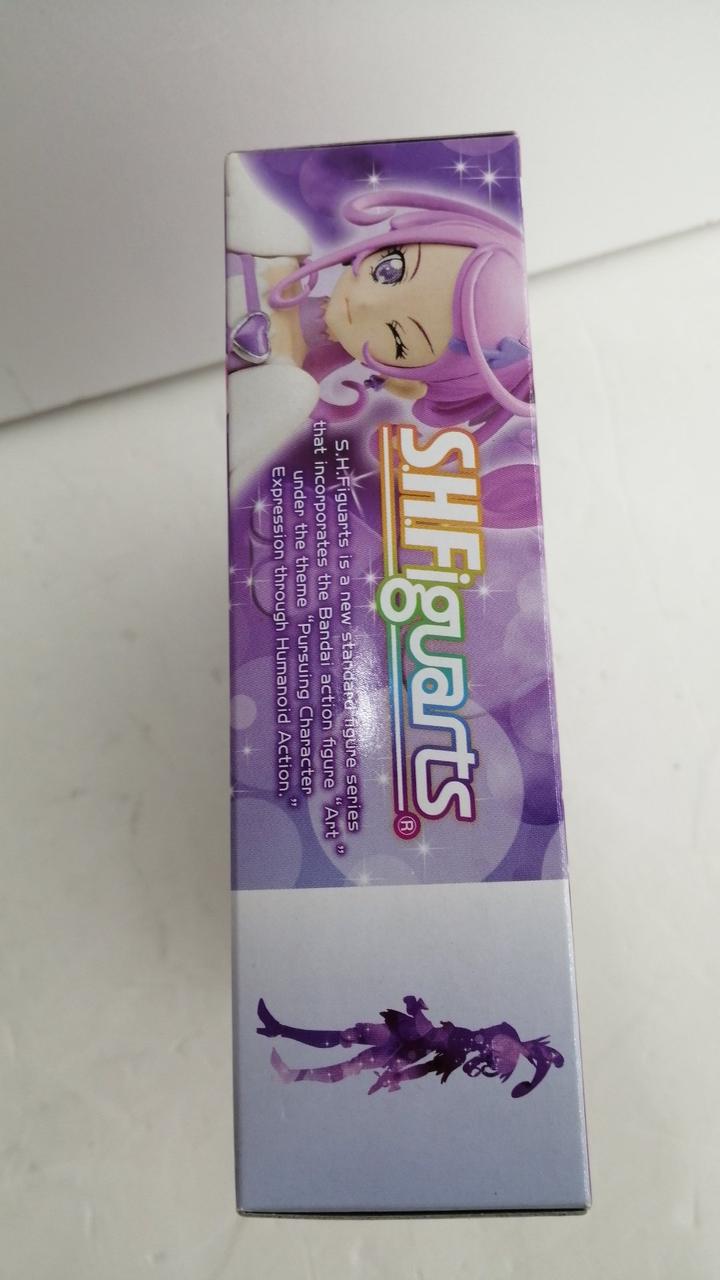 S.H.Figuarts®
S.H.Figuarts is a new standard figure series
that incorporates the Bandai action figure “Art”
under the theme “Pursuing Character
Expression through Humanoid Action.”